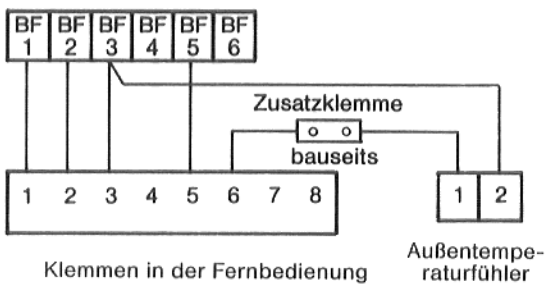 BF BF BF BF BF BF
1 2 3 4 5 6
Zusatzklemme
bauseits
1 2 3 4 5 6 7 8
1 2
Klemmen in der Fernbedienung
Außentempe-
raturfühler